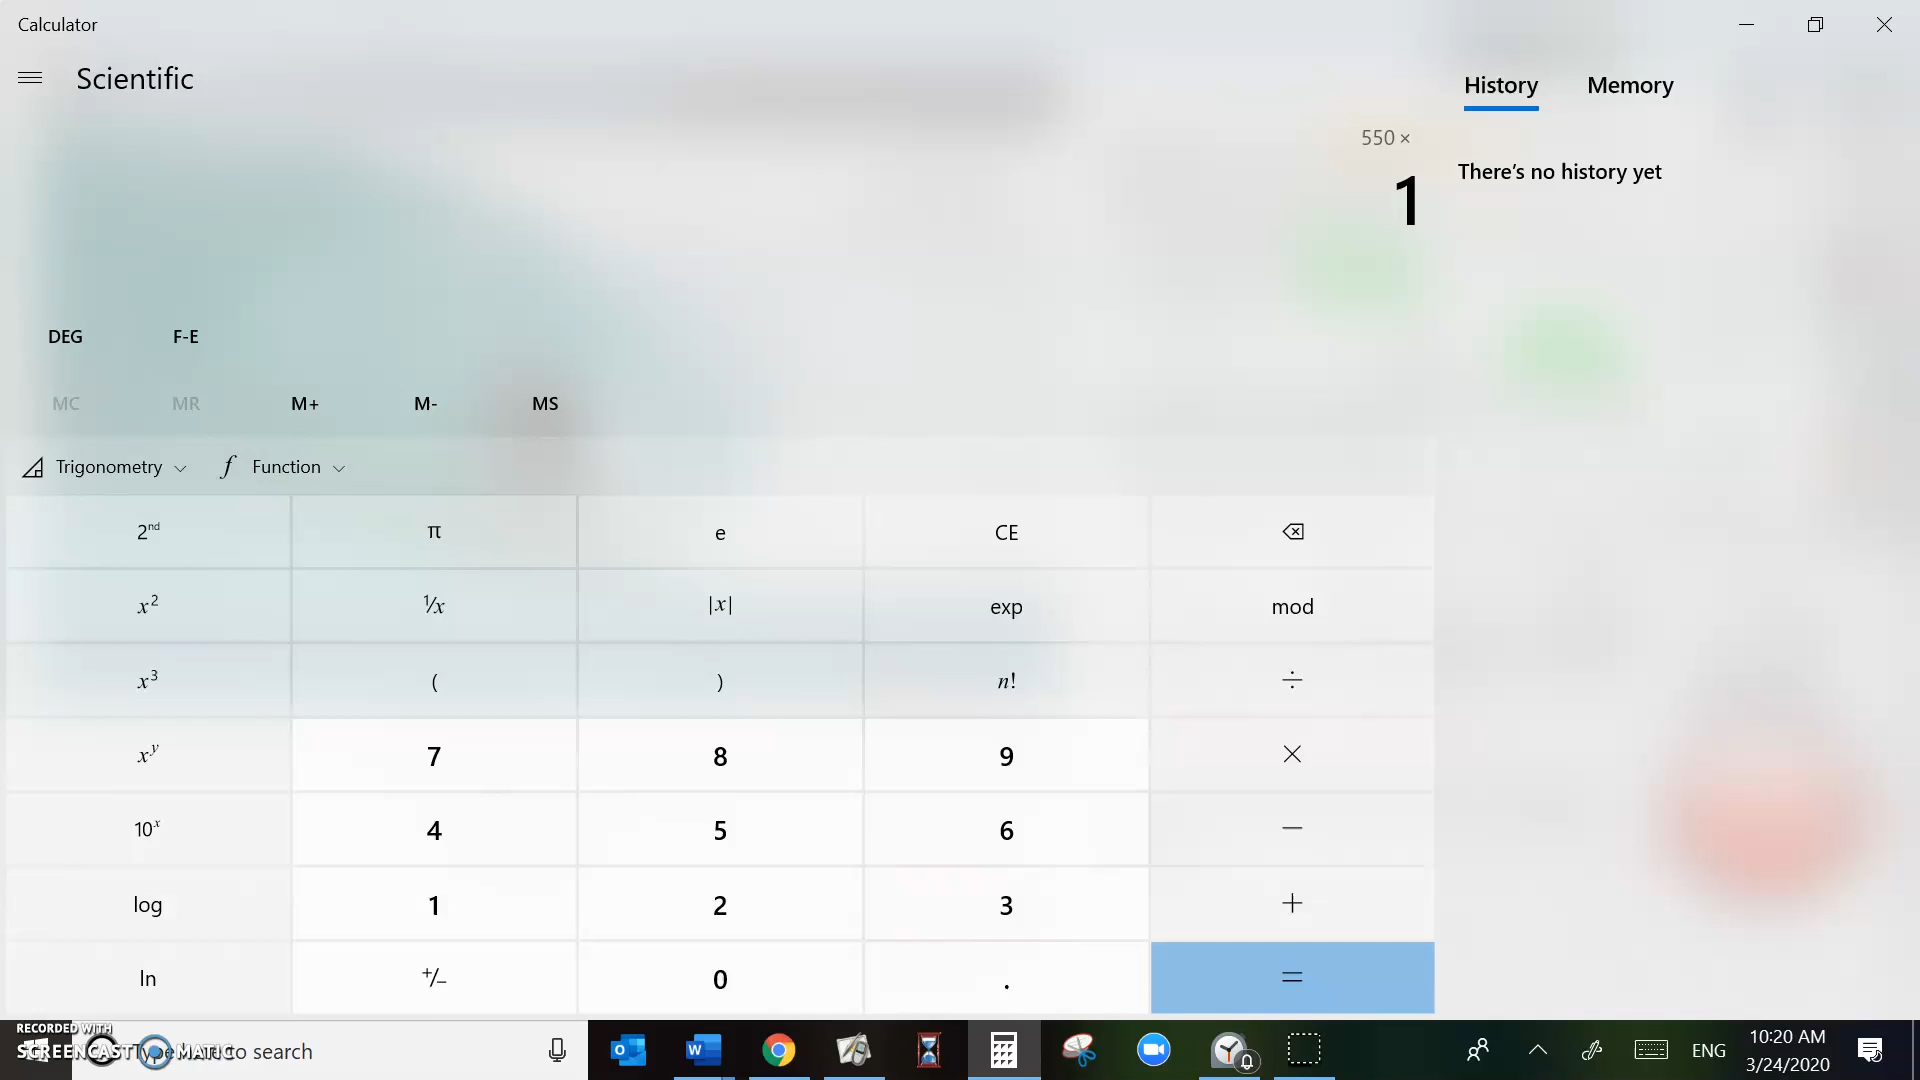 Calculator
Scientific
History Memory
550 ×
There's no history yet
1
DEG F-E
MC MR M+ M- MS
Trigonometry f Function
2nd π e CE
x2 1/x |x| exp mod
x3 ( ) n! ÷
xy 7 8 9 ×
10x 4 5 6 −
log 1 2 3 +
ln +/− 0 . =
RECORDED WITH
SCREENCAST MATIC
Type here to search
ENG
10:20 AM
3/24/2020